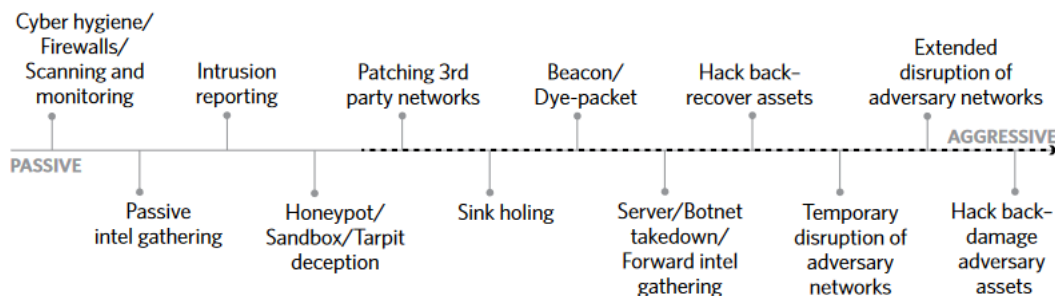 Cyber hygiene/
Firewalls/
Scanning and
monitoring
Intrusion
reporting
Patching 3rd
party networks
Beacon/
Dye-packet
Hack back–
recover assets
Extended
disruption of
adversary networks
PASSIVE
AGGRESSIVE
Passive
intel gathering
Honeypot/
Sandbox/Tarpit
deception
Sink holing
Server/Botnet
takedown/
Forward intel
gathering
Temporary
disruption of
adversary
networks
Hack back–
damage
adversary
assets